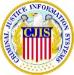 CRIMINAL JUSTICE INFORMATION SYSTEMS
CJIS